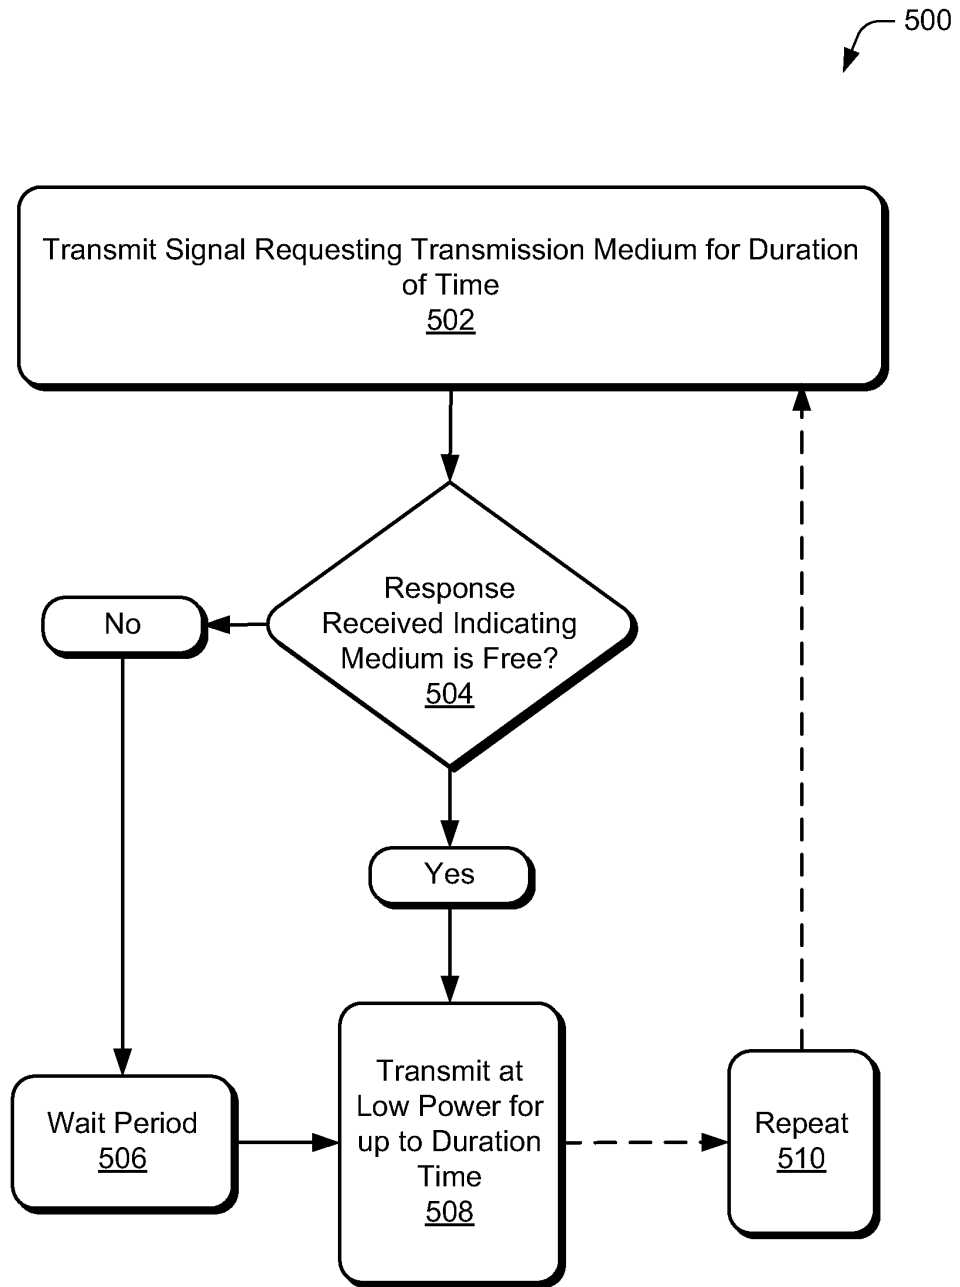 500
Transmit Signal Requesting Transmission Medium for Duration
of Time
502
Response
Received Indicating
Medium is Free?
504
No
Yes
Wait Period
506
Transmit at
Low Power for
up to Duration
Time
508
Repeat
510